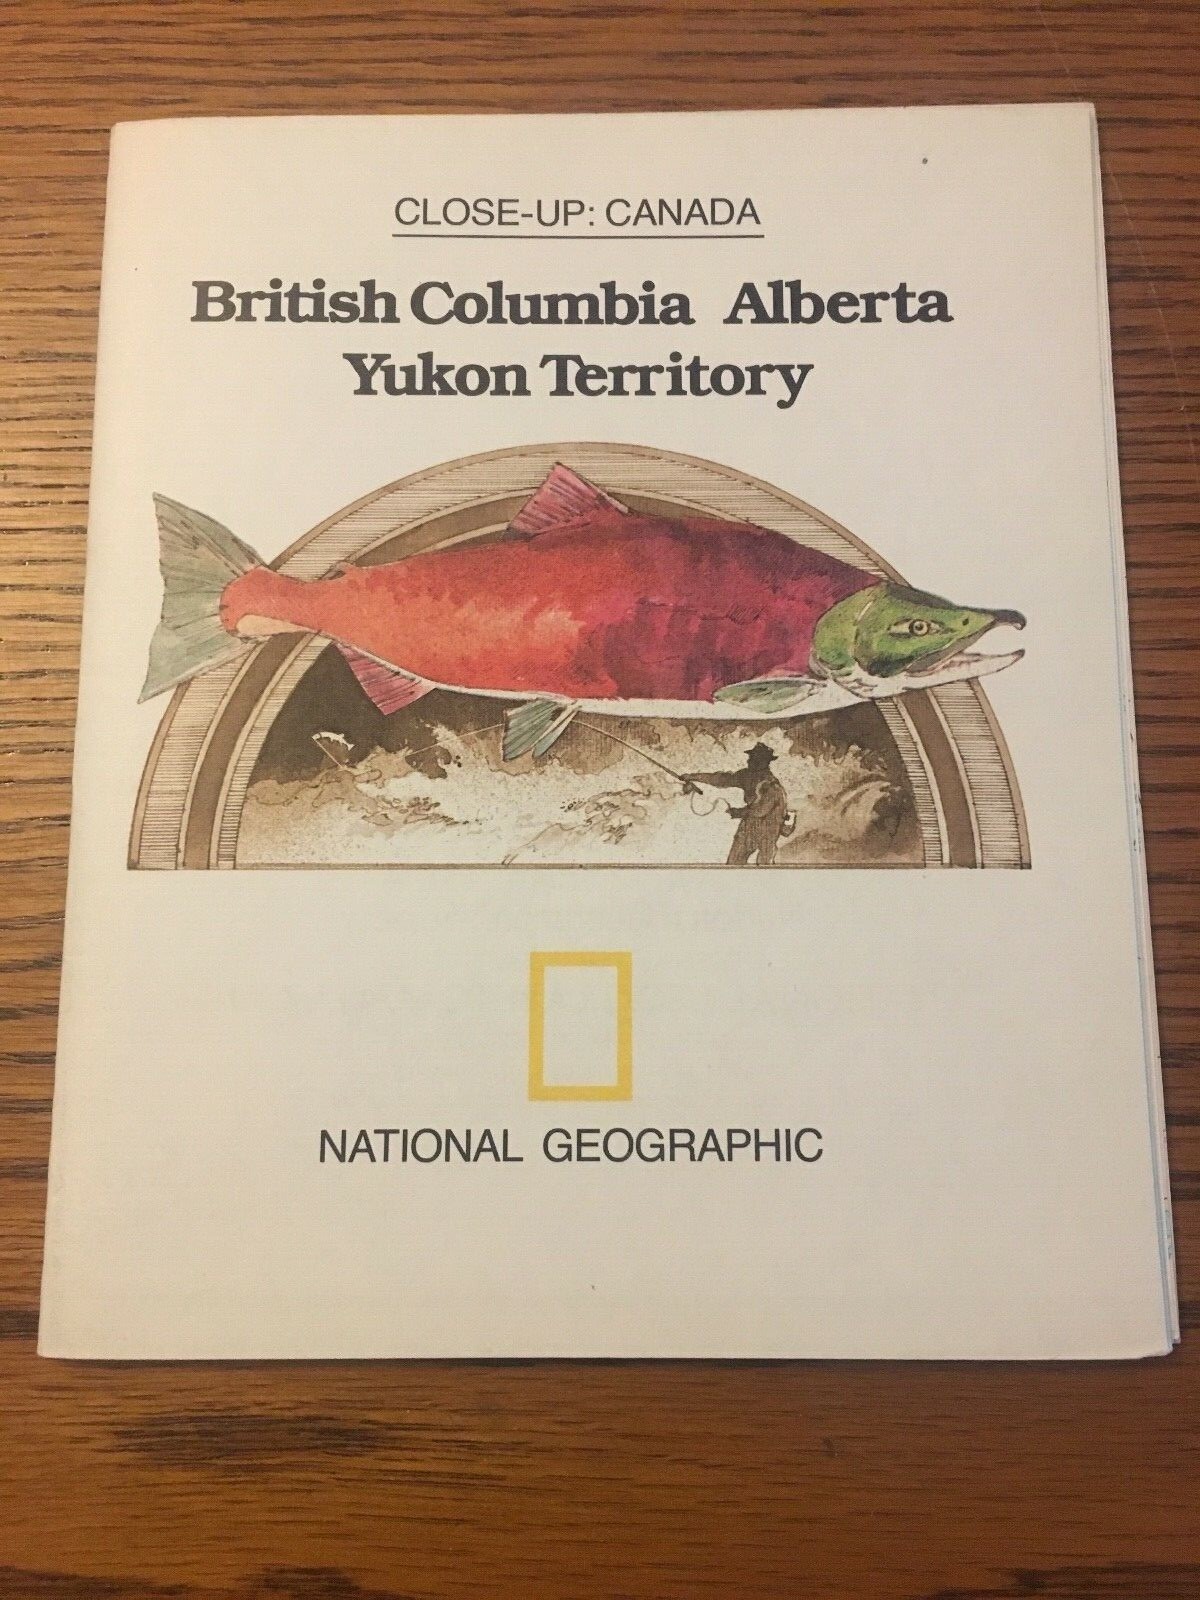 CLOSE-UP: CANADA
British Columbia Alberta
Yukon Territory
NATIONAL GEOGRAPHIC